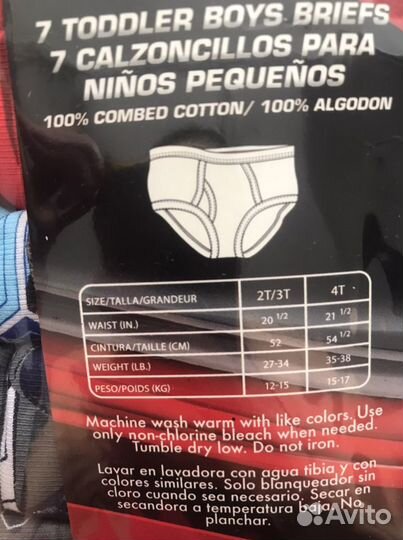 7 TODDLER BOYS BRIEFS
7 CALZONCILLOS PARA
NIÑOS PEQUEÑOS
100% COMBED COTTON/ 100% ALGODON
SIZE/TALLA/GRANDEUR 2T/3T 4T
WAIST (IN.) 20 1/2 21 1/2
CINTURA/TAILLE (CM) 52 54 1/2
WEIGHT (LB.) 27-34 35-38
PESO/POIDS (KG) 12-15 15-17
Machine wash warm with like colors. Use
only non-chlorine bleach when needed.
Tumble dry low. Do not iron.
Lavar en lavadora con agua tibia y con
colores similares. Solo blanqueador sin
cloro cuando sea necesario. Secar en
secandora a temperatura baja. No
planchar.
Avito